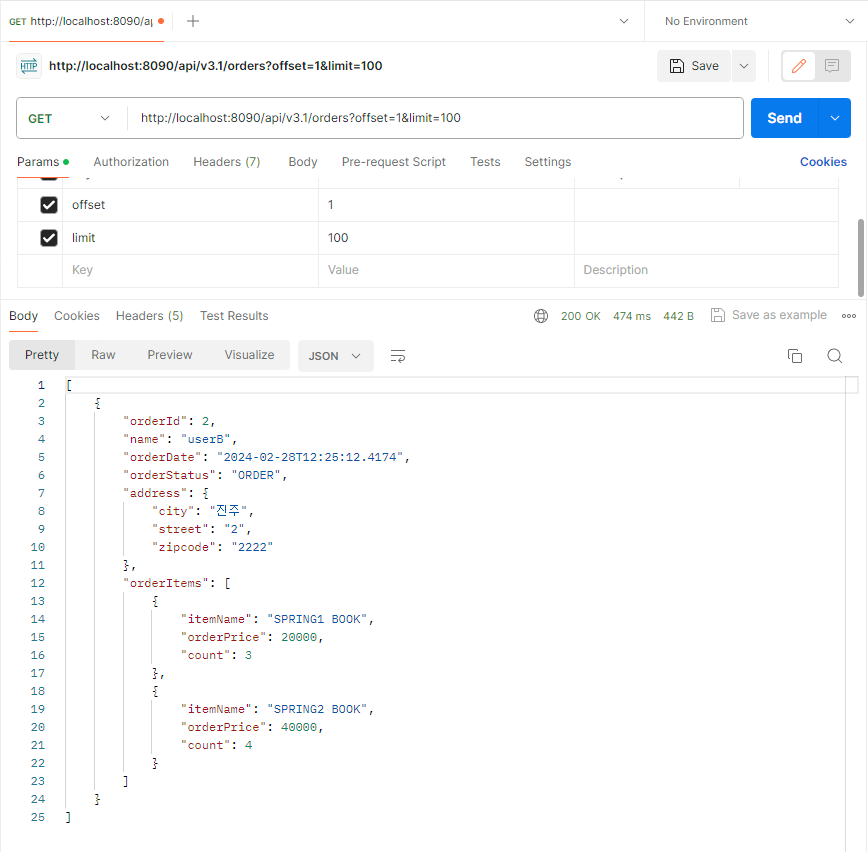 GET http://localhost:8090/a
No Environment
HTTP http://localhost:8090/api/v3.1/orders?offset=1&limit=100
Save
GET http://localhost:8090/api/v3.1/orders?offset=1&limit=100
Send
Params Authorization Headers (7) Body Pre-request Script Tests Settings Cookies
offset 1
limit 100
Key Value Description
Body Cookies Headers (5) Test Results 200 OK 474 ms 442 B Save as example
Pretty Raw Preview Visualize JSON
1 [
2 {
3 "orderId": 2,
4 "name": "userB",
5 "orderDate": "2024-02-28T12:25:12.4174",
6 "orderStatus": "ORDER",
7 "address": {
8 "city": "진주",
9 "street": "2",
10 "zipcode": "2222"
11 },
12 "orderItems": [
13 {
14 "itemName": "SPRING1 BOOK",
15 "orderPrice": 20000,
16 "count": 3
17 },
18 {
19 "itemName": "SPRING2 BOOK",
20 "orderPrice": 40000,
21 "count": 4
22 }
23 ]
24 }
25 ]